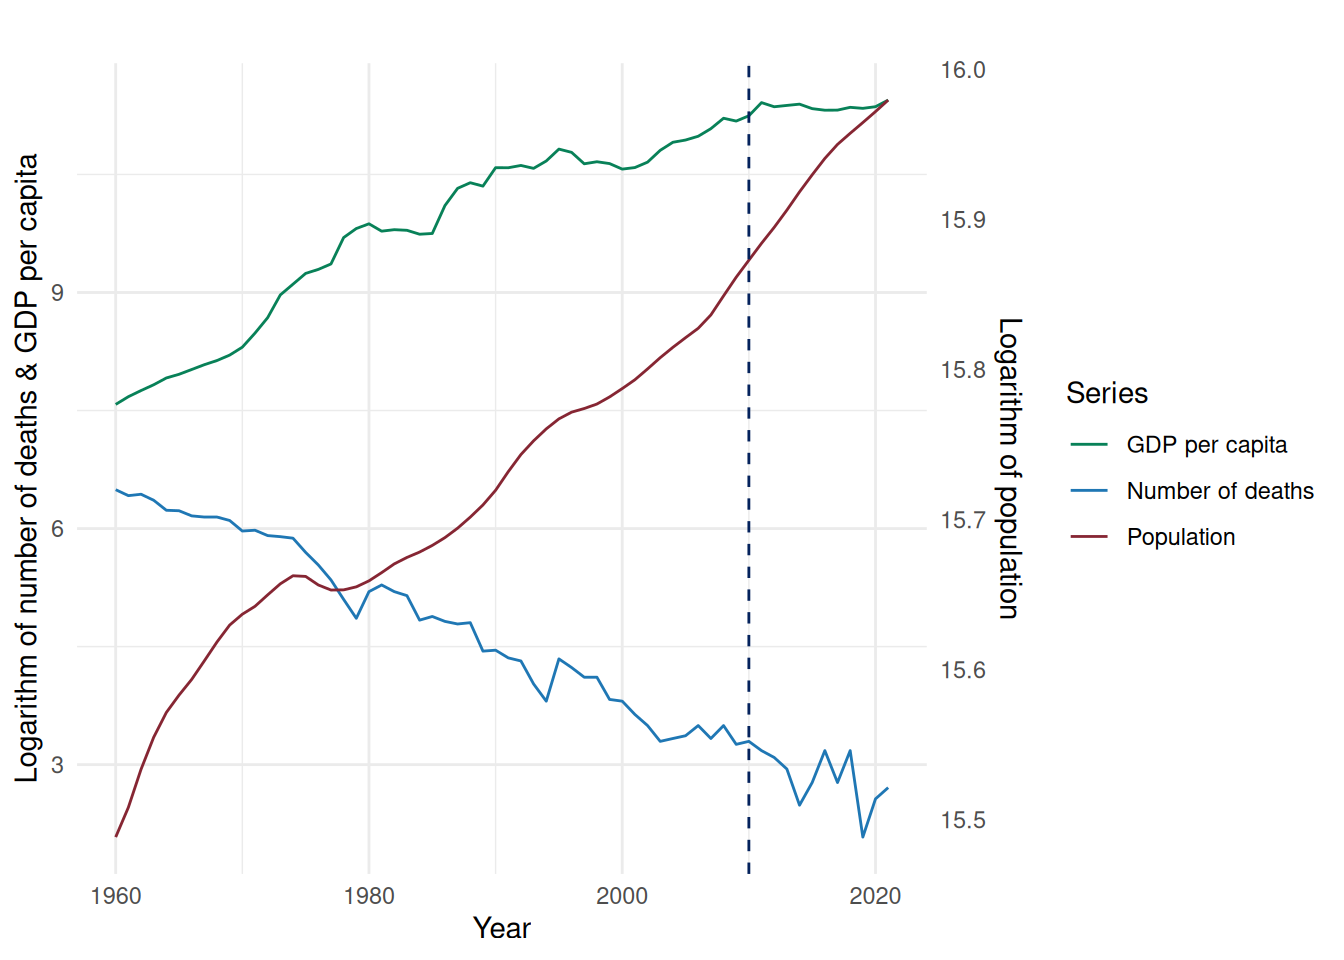 Logarithm of number of deaths & GDP per capita
9
6
3
1960
1980
2000
2020
Year
16.0
15.9
15.8
15.7
15.6
15.5
Logarithm of population
Series
GDP per capita
Number of deaths
Population